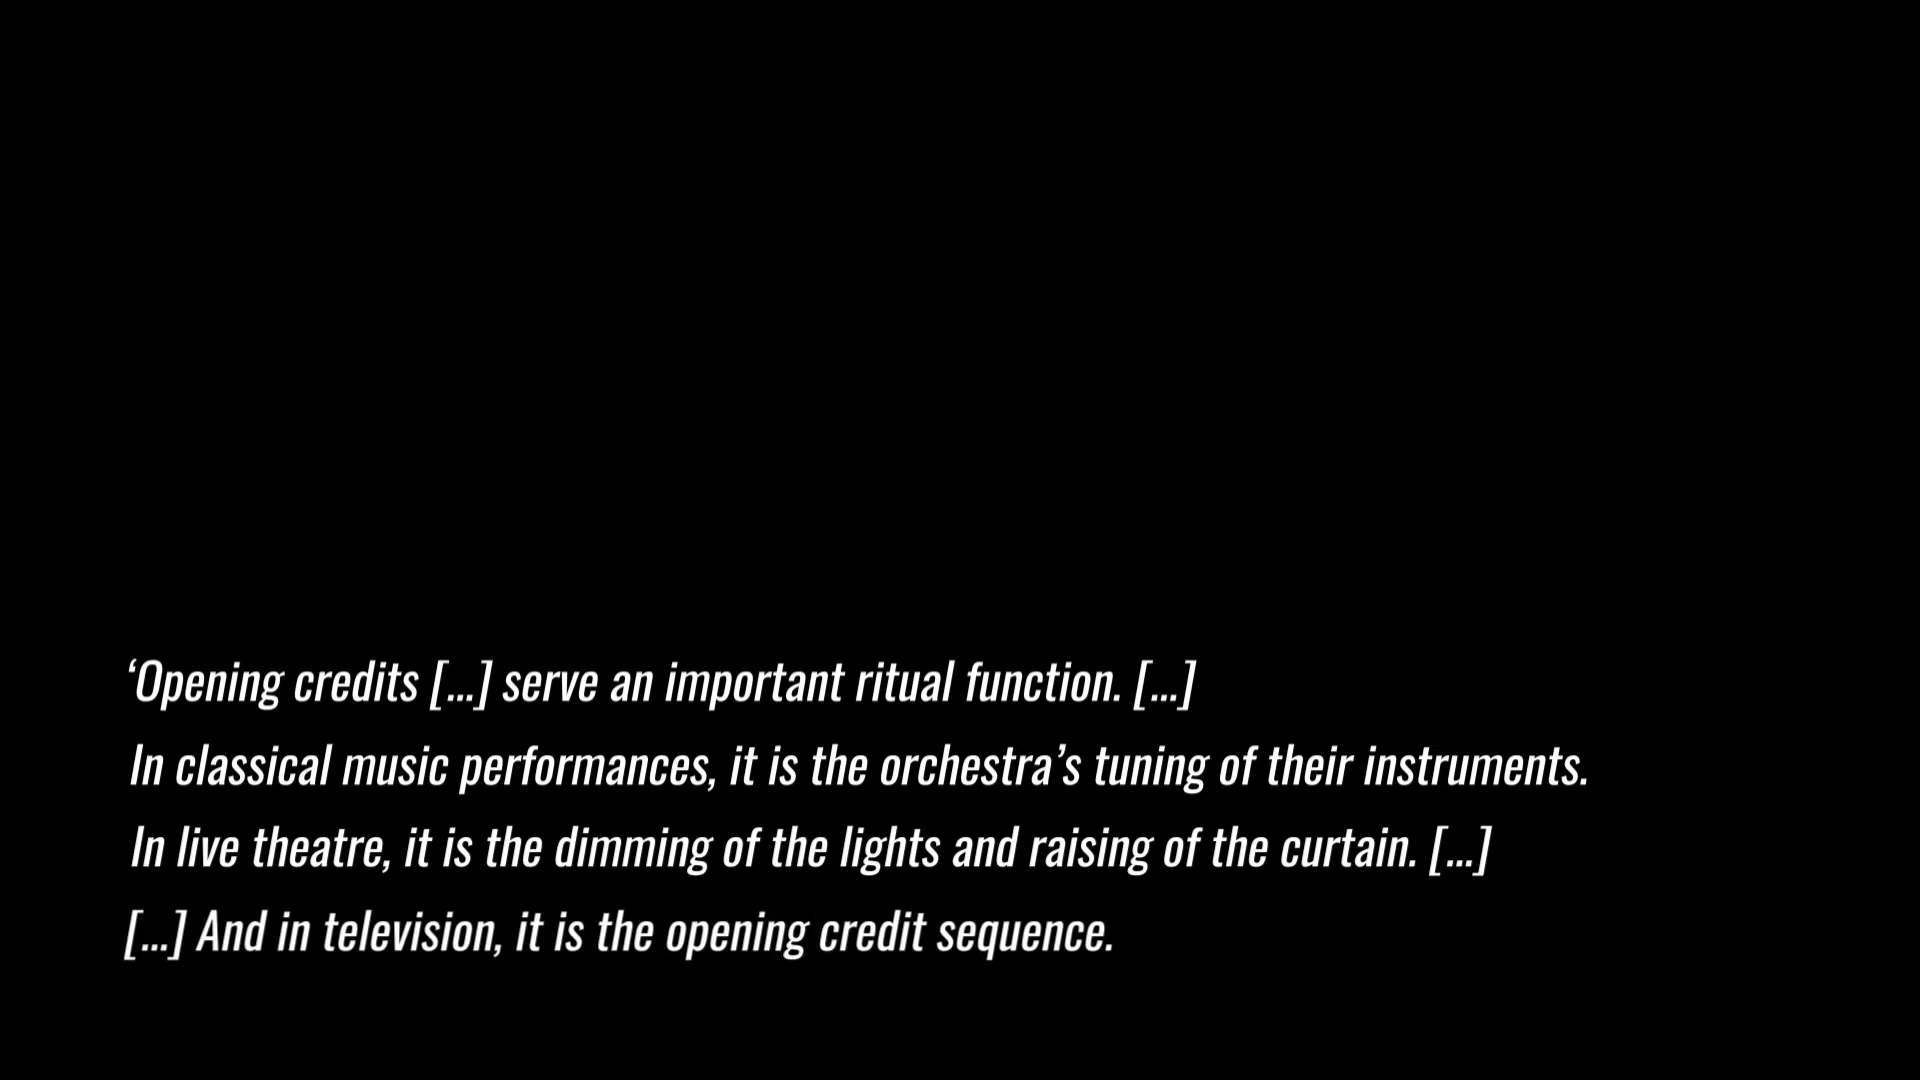 ‘Opening credits [...] serve an important ritual function. [...]
In classical music performances, it is the orchestra’s tuning of their instruments.
In live theatre, it is the dimming of the lights and raising of the curtain. [...]
[...] And in television, it is the opening credit sequence.